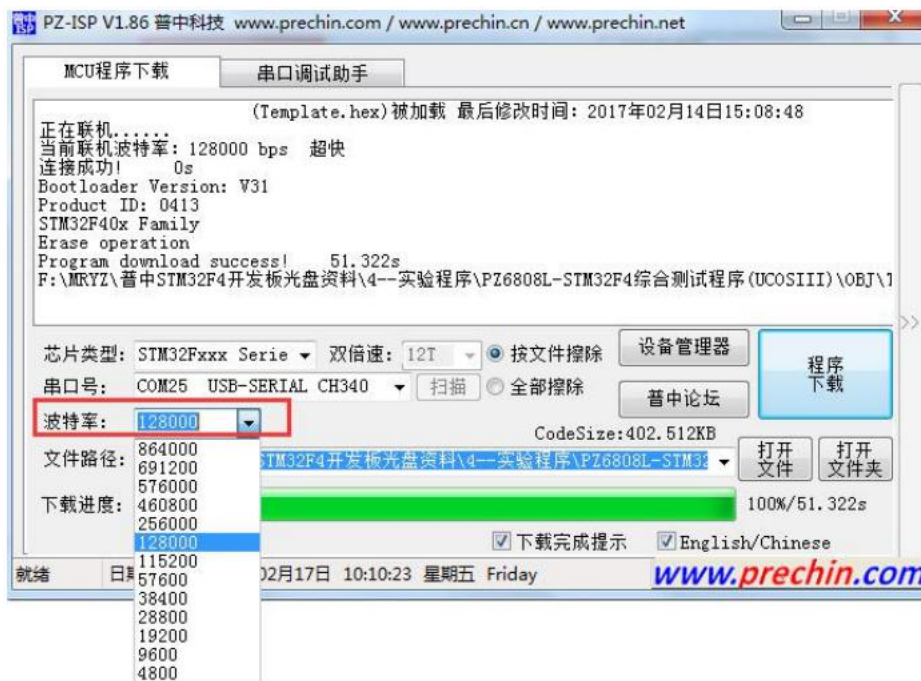 普中ISP PZ-ISP V1.86 普中科技 www.prechin.com / www.prechin.cn / www.prechin.net
MCU程序下载 串口调试助手
(Template.hex)被加载 最后修改时间: 2017年02月14日15:08:48
正在联机......
当前联机波特率: 128000 bps 超快
连接成功! 0s
Bootloader Version: V31
Product ID: 0413
STM32F40x Family
Erase operation
Program download success! 51.322s
F:\MRYZ\普中STM32F4开发板光盘资料\4--实验程序\PZ6808L-STM32F4综合测试程序(UCOSIII)\OBJ\
>>
芯片类型: STM32Fxxx Serie 双倍速: 12T 按文件擦除 设备管理器
程序
下载
串口号: COM25 USB-SERIAL CH340 扫描 全部擦除 普中论坛
波特率: 128000
CodeSize:402.512KB
文件路径: STM32F4开发板光盘资料\4--实验程序\PZ6808L-STM32
打开
文件
打开
文件夹
下载进度: 100%/51.322s
864000
691200
576000
460800
256000
128000
115200
57600
38400
28800
19200
9600
4800
下载完成提示 English/Chinese
就绪 02月17日 10:10:23 星期五 Friday www.prechin.com